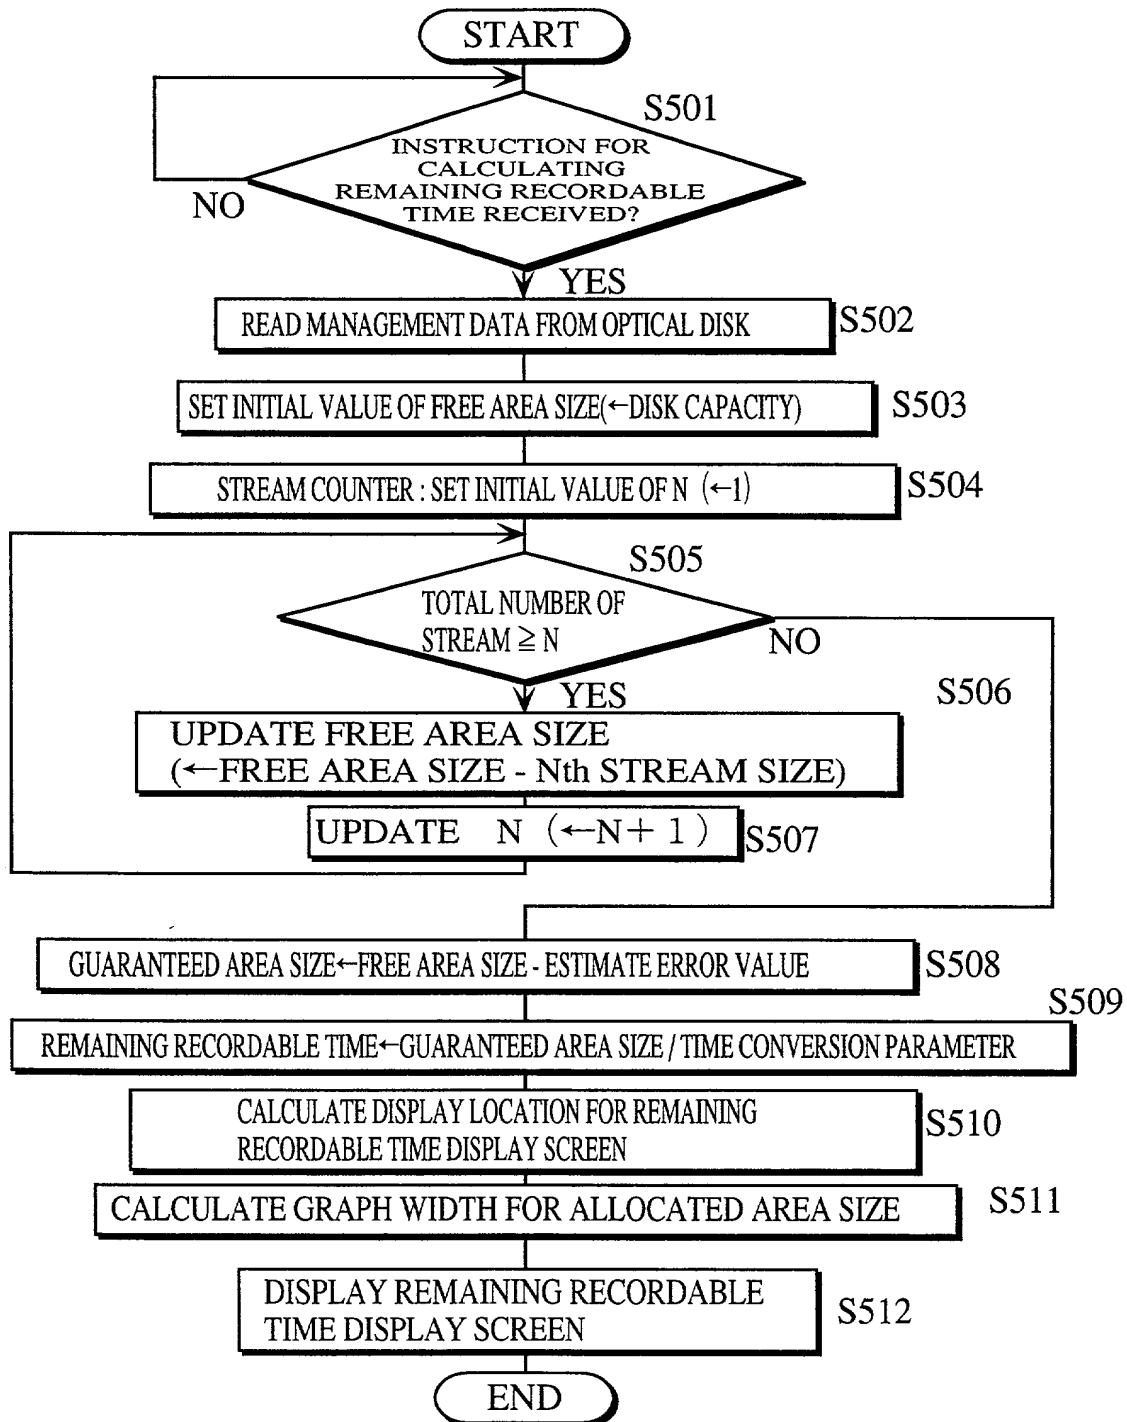 START
S501
INSTRUCTION FOR
CALCULATING
REMAINING RECORDABLE
TIME RECEIVED?
NO
YES
READ MANAGEMENT DATA FROM OPTICAL DISK
S502
SET INITIAL VALUE OF FREE AREA SIZE(←DISK CAPACITY)
S503
STREAM COUNTER : SET INITIAL VALUE OF N (←1)
S504
S505
TOTAL NUMBER OF
STREAM ≧ N
NO
YES
S506
UPDATE FREE AREA SIZE
(←FREE AREA SIZE - Nth STREAM SIZE)
UPDATE N (←N+1)
S507
GUARANTEED AREA SIZE←FREE AREA SIZE - ESTIMATE ERROR VALUE
S508
S509
REMAINING RECORDABLE TIME←GUARANTEED AREA SIZE / TIME CONVERSION PARAMETER
CALCULATE DISPLAY LOCATION FOR REMAINING
RECORDABLE TIME DISPLAY SCREEN
S510
CALCULATE GRAPH WIDTH FOR ALLOCATED AREA SIZE
S511
DISPLAY REMAINING RECORDABLE
TIME DISPLAY SCREEN
S512
END